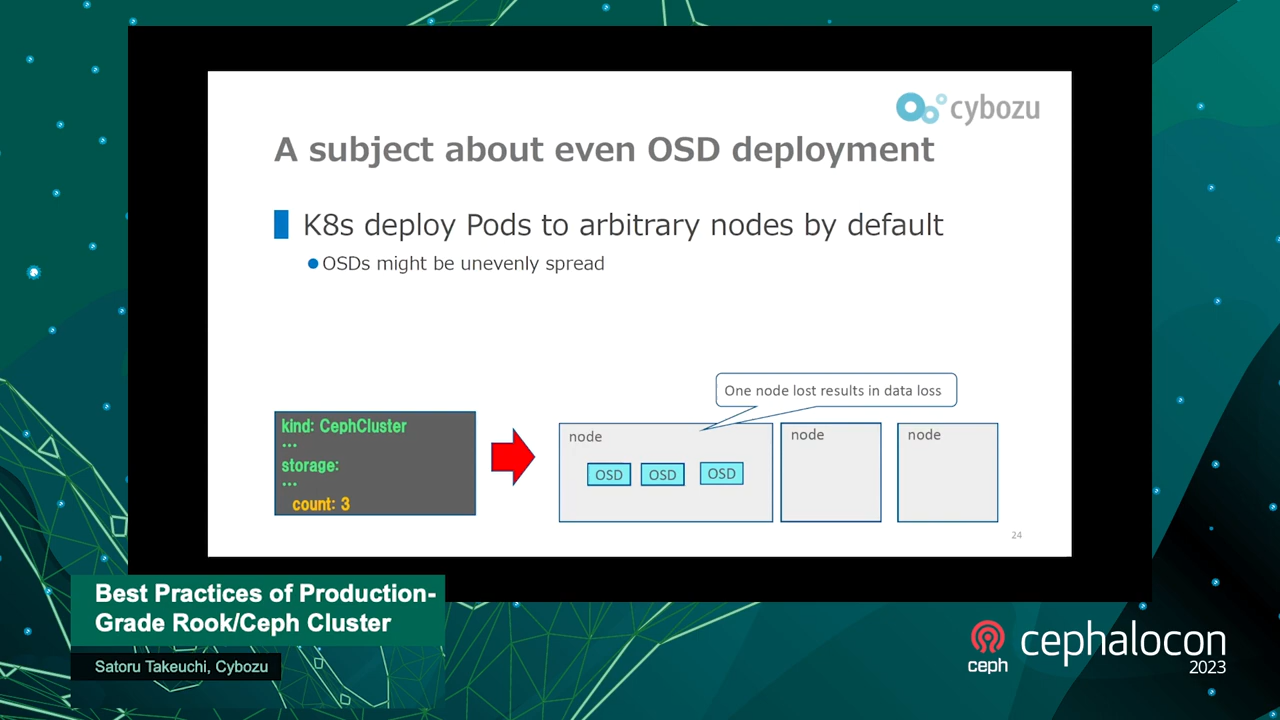 cybozu
A subject about even OSD deployment
K8s deploy Pods to arbitrary nodes by default
OSDs might be unevenly spread
One node lost results in data loss
kind: CephCluster
...
storage:
...
count: 3
node
OSD
OSD
OSD
node
node
24
Best Practices of Production-
Grade Rook/Ceph Cluster
Satoru Takeuchi, Cybozu
ceph
cephalocon
2023